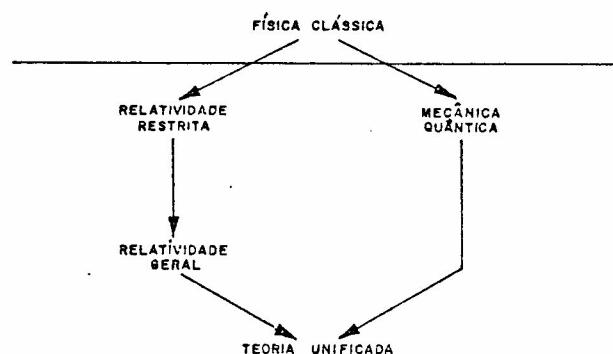 FÍSICA CLÁSSICA
RELATIVIDADE
RESTRITA
MECÂNICA
QUÂNTICA
RELATIVIDADE
GERAL
TEORIA UNIFICADA